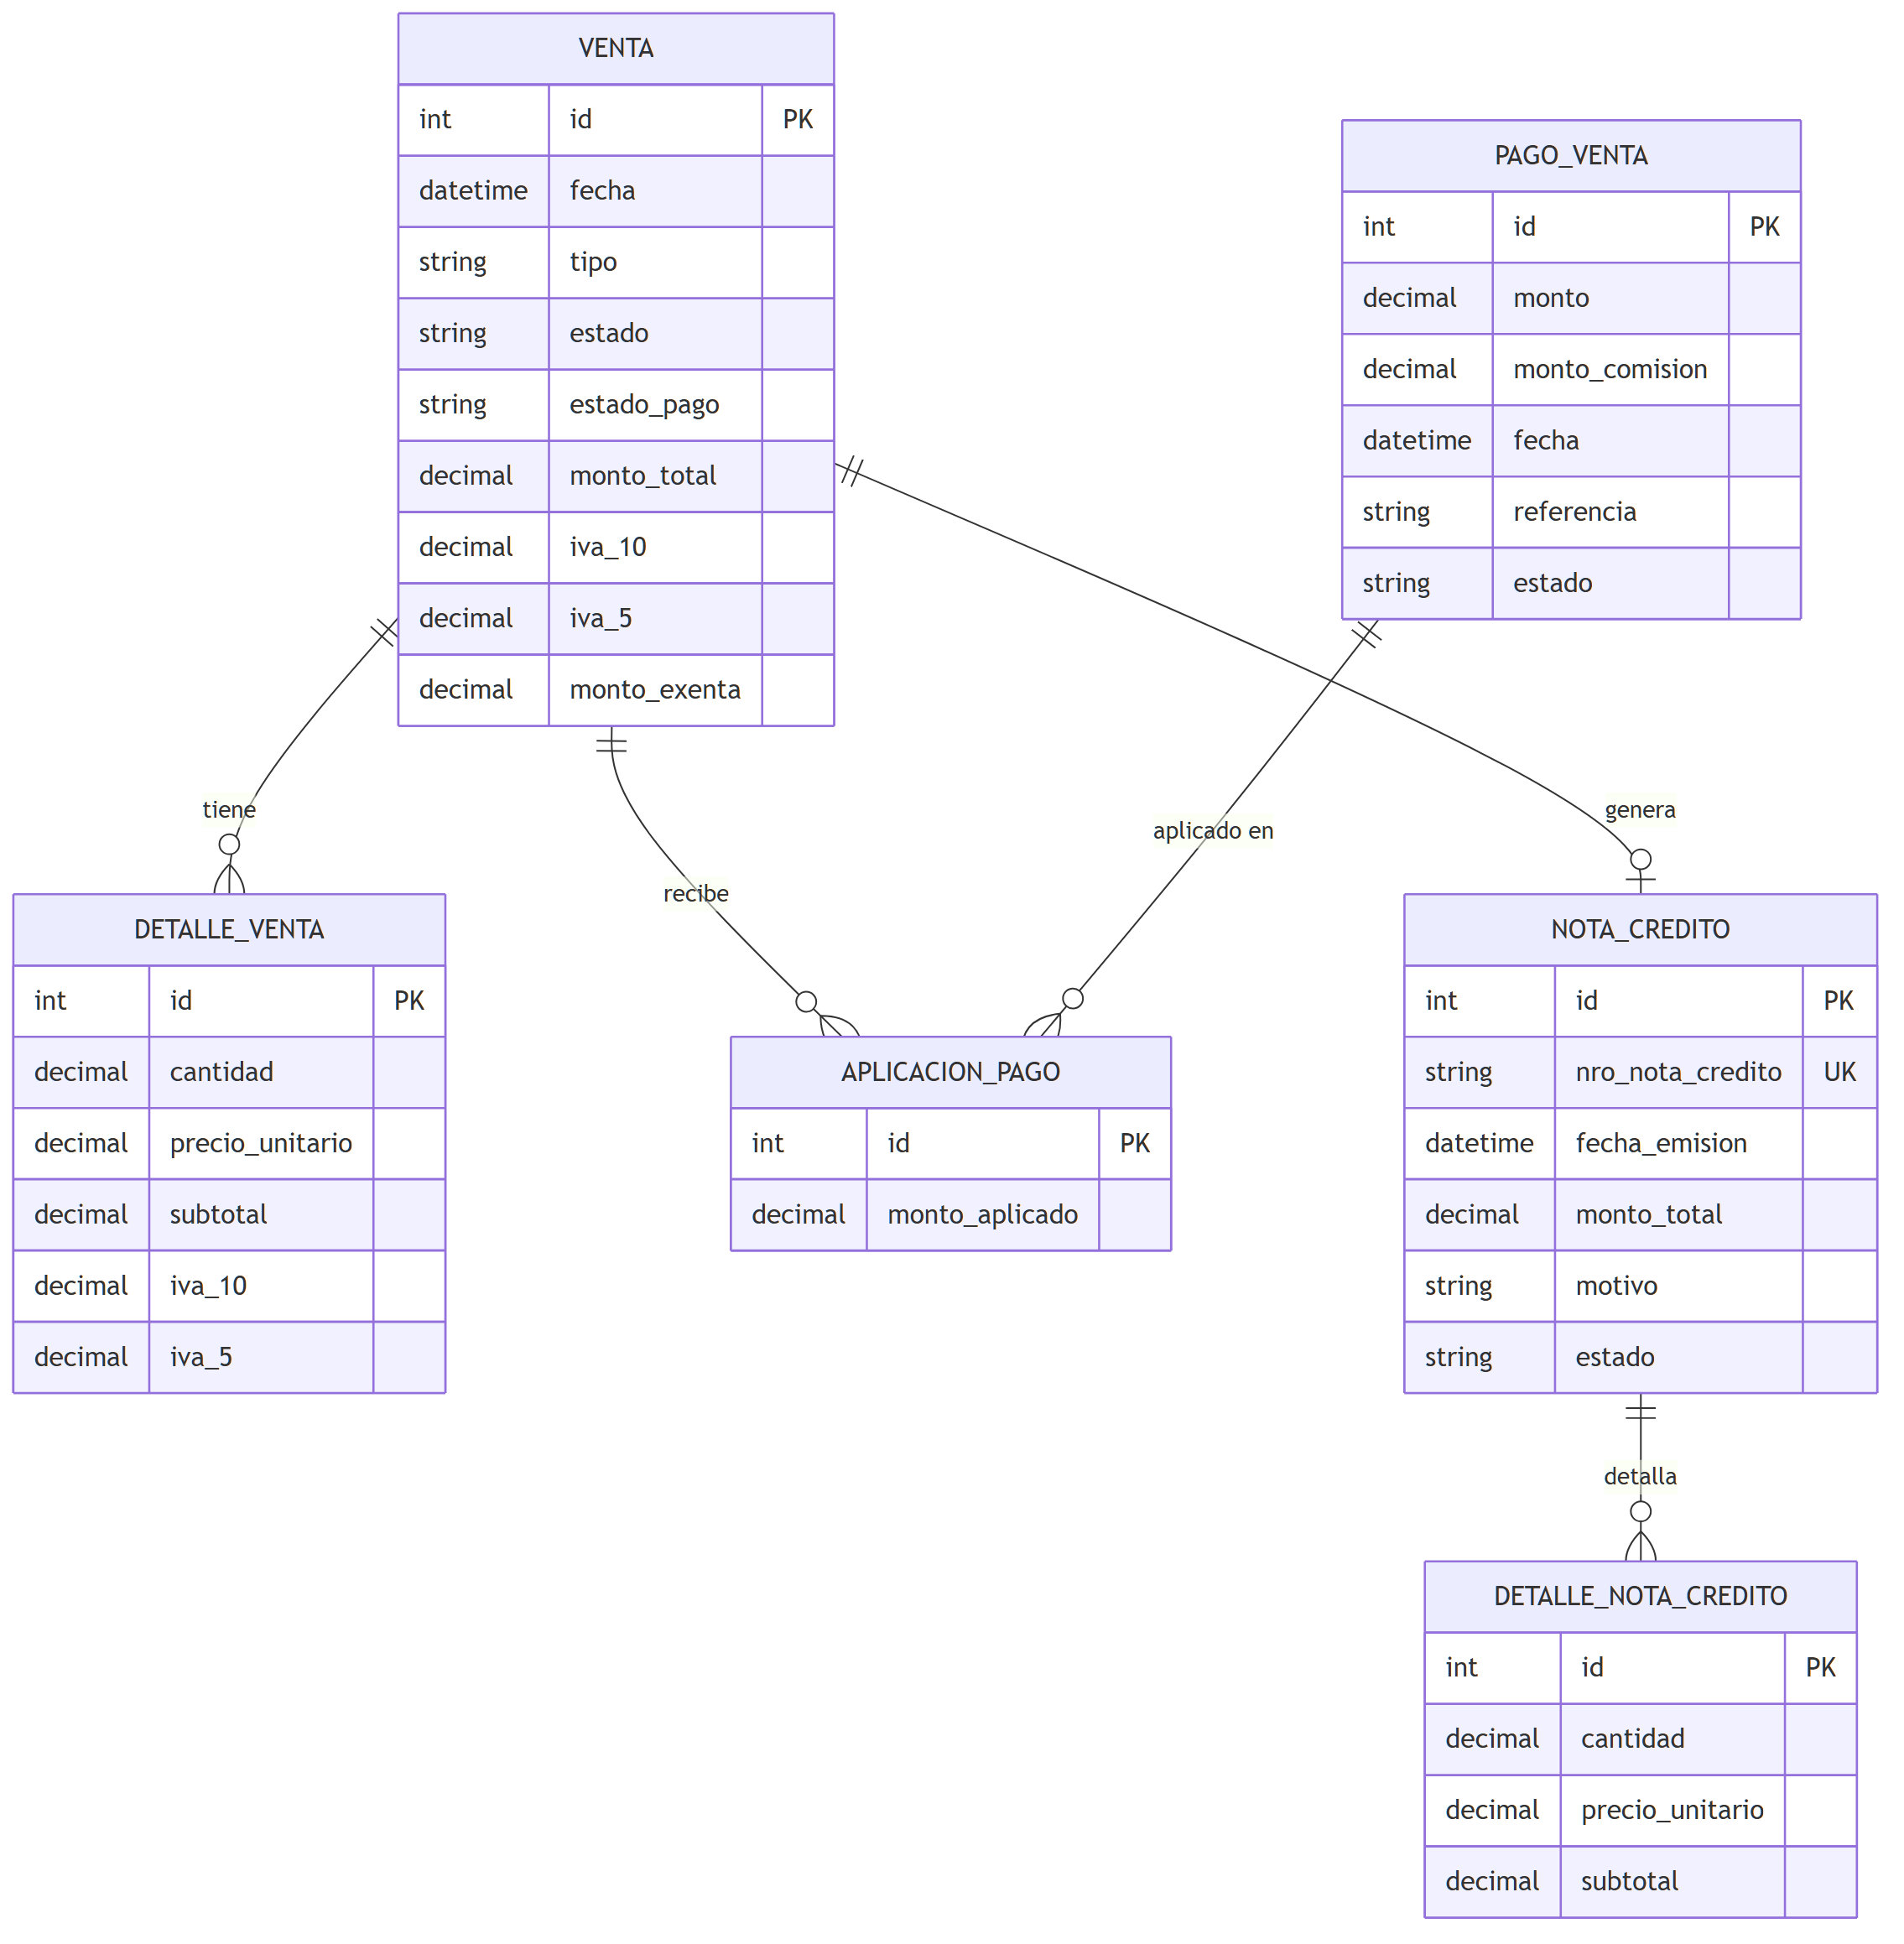 VENTA
int id PK
datetime fecha
string tipo
string estado
string estado_pago
decimal monto_total
decimal iva_10
decimal iva_5
decimal monto_exenta
PAGO_VENTA
int id PK
decimal monto
decimal monto_comision
datetime fecha
string referencia
string estado
tiene
recibe
aplicado en
genera
DETALLE_VENTA
int id PK
decimal cantidad
decimal precio_unitario
decimal subtotal
decimal iva_10
decimal iva_5
APLICACION_PAGO
int id PK
decimal monto_aplicado
NOTA_CREDITO
int id PK
string nro_nota_credito UK
datetime fecha_emision
decimal monto_total
string motivo
string estado
detalla
DETALLE_NOTA_CREDITO
int id PK
decimal cantidad
decimal precio_unitario
decimal subtotal